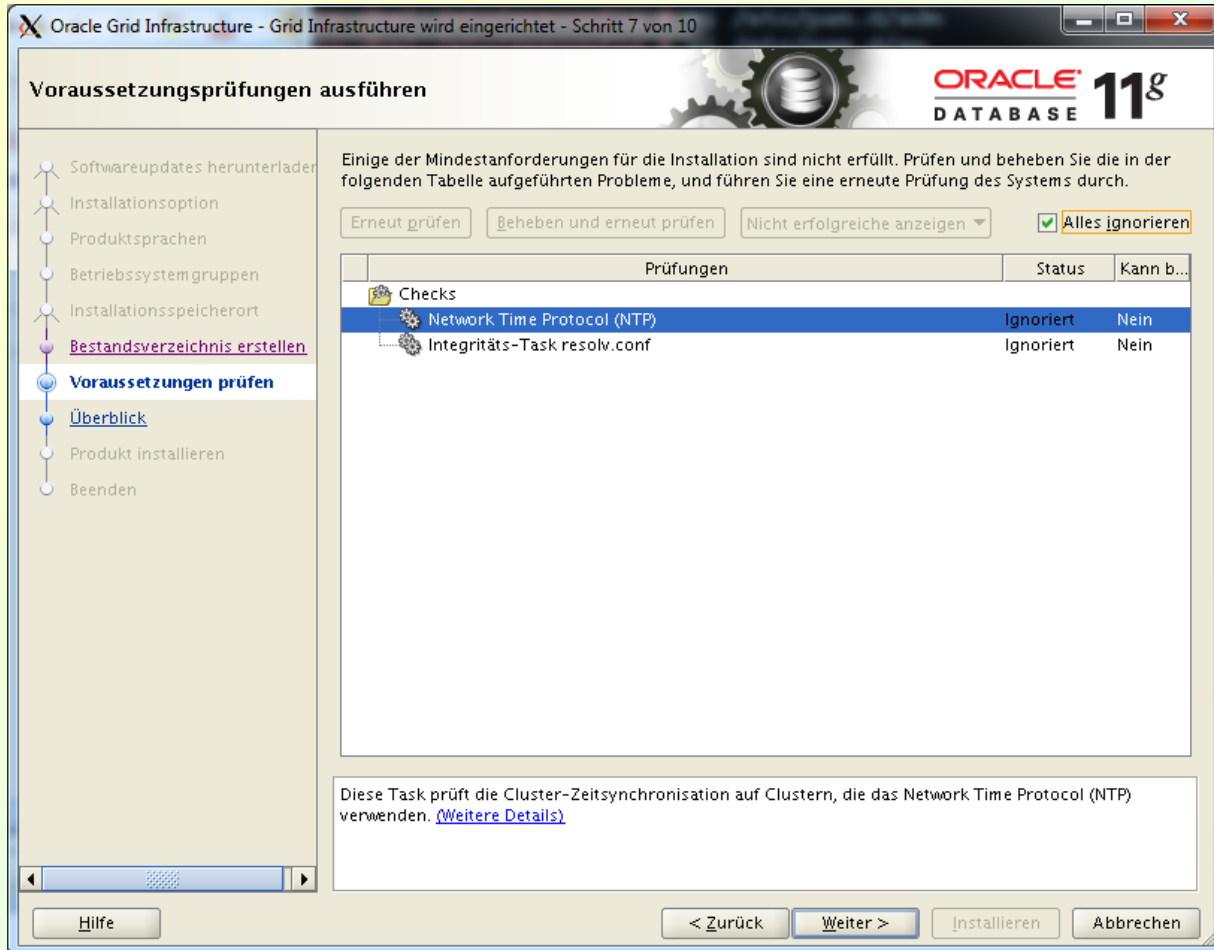 Oracle Grid Infrastructure - Grid Infrastructure wird eingerichtet - Schritt 7 von 10
Voraussetzungsprüfungen ausführen
ORACLE
DATABASE
11g
Softwareupdates herunterlader
Installationsoption
Produktsprachen
Betriebssystemgruppen
Installationsspeicherort
Bestandsverzeichnis erstellen
Voraussetzungen prüfen
Überblick
Produkt installieren
Beenden
Einige der Mindestanforderungen für die Installation sind nicht erfüllt. Prüfen und beheben Sie die in der
folgenden Tabelle aufgeführten Probleme, und führen Sie eine erneute Prüfung des Systems durch.
Erneut prüfen Beheben und erneut prüfen Nicht erfolgreiche anzeigen Alles ignorieren
Prüfungen Status Kann b...
Checks
Network Time Protocol (NTP) Ignoriert Nein
Integritäts-Task resolv.conf Ignoriert Nein
Diese Task prüft die Cluster-Zeitsynchronisation auf Clustern, die das Network Time Protocol (NTP)
verwenden. (Weitere Details)
Hilfe < Zurück Weiter > Installieren Abbrechen